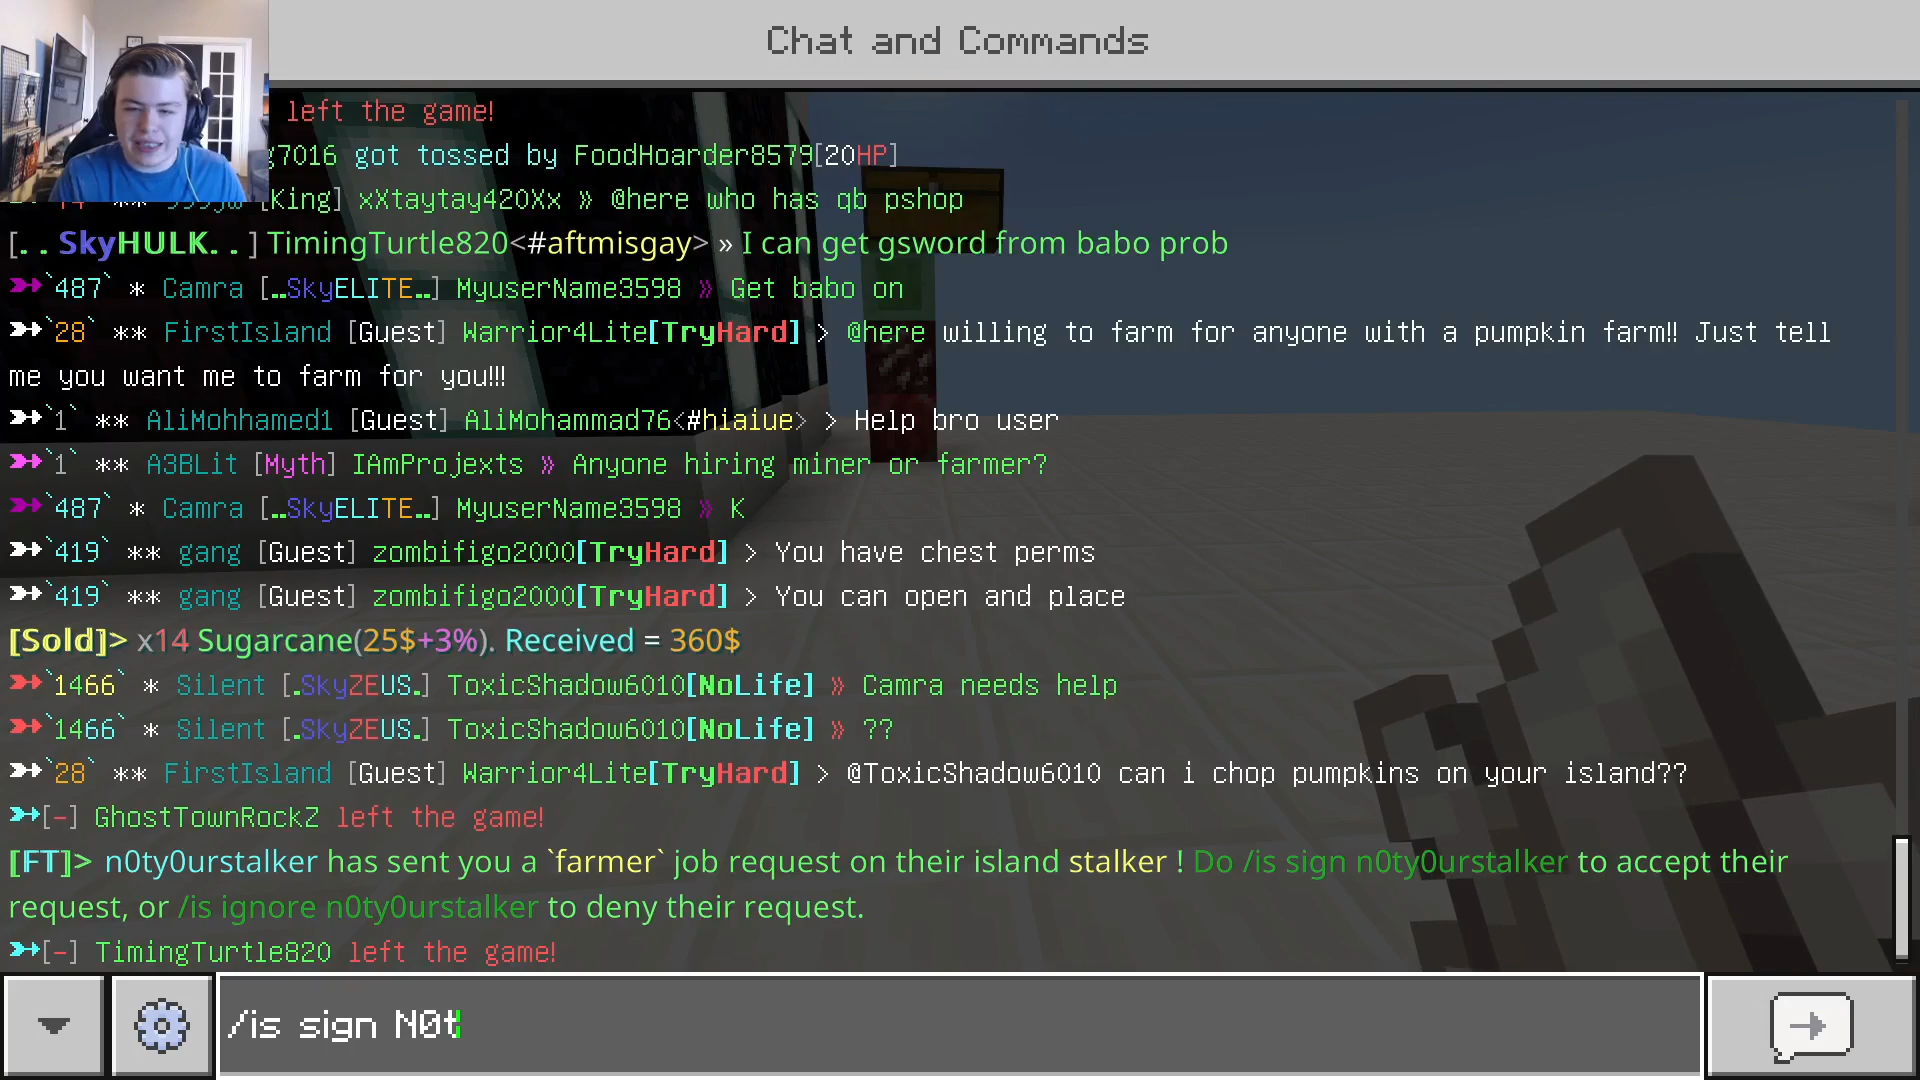 Chat and Commands
left the game!
g7016 got tossed by FoodHoarder8579[20HP]
[King] xXtaytay420Xx » @here who has qb pshop
[..SkyHULK..] TimingTurtle820<#aftmisgay> » I can get gsword from babo prob
`487` * Camra [..SkyELITE..] MyuserName3598 » Get babo on
`28` ** FirstIsland [Guest] Warrior4Lite[TryHard] > @here willing to farm for anyone with a pumpkin farm!! Just tell
me you want me to farm for you!!!
`1` ** AliMohhamed1 [Guest] AliMohammad76<#hiaiue> > Help bro user
`1` ** A3BLit [Myth] IAmProjexts » Anyone hiring miner or farmer?
`487` * Camra [..SkyELITE..] MyuserName3598 » K
`419` ** gang [Guest] zombifigo2000[TryHard] > You have chest perms
`419` ** gang [Guest] zombifigo2000[TryHard] > You can open and place
[Sold]> x14 Sugarcane(25$+3%). Received = 360$
`1466` * Silent [.SkyZEUS.] ToxicShadow6010[NoLife] » Camra needs help
`1466` * Silent [.SkyZEUS.] ToxicShadow6010[NoLife] » ??
`28` ** FirstIsland [Guest] Warrior4Lite[TryHard] > @ToxicShadow6010 can i chop pumpkins on your island??
[-] GhostTownRockZ left the game!
[FT]> n0ty0urstalker has sent you a `farmer` job request on their island stalker ! Do /is sign n0ty0urstalker to accept their
request, or /is ignore n0ty0urstalker to deny their request.
[-] TimingTurtle820 left the game!
/is sign N0t